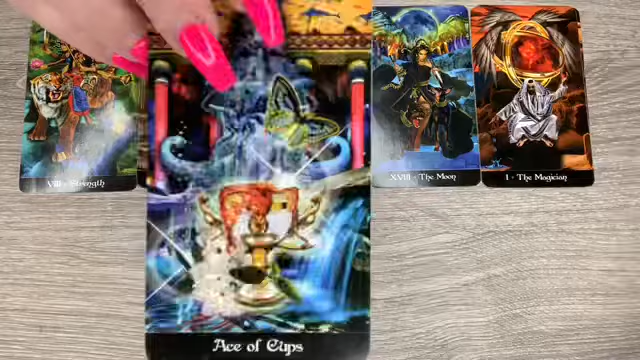 VIII • Strength
XVIII • The Moon
I • The Magician
Ace of Cups